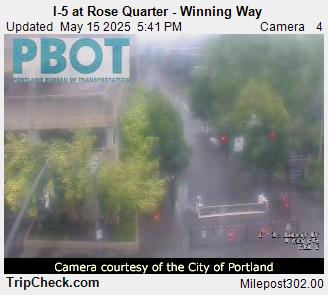 I-5 at Rose Quarter - Winning Way
Updated May 15 2025 5:41 PM Camera 4
PBOT
PORTLAND BUREAU OF TRANSPORTATION
Camera courtesy of the City of Portland
TripCheck.com Milepost302.00